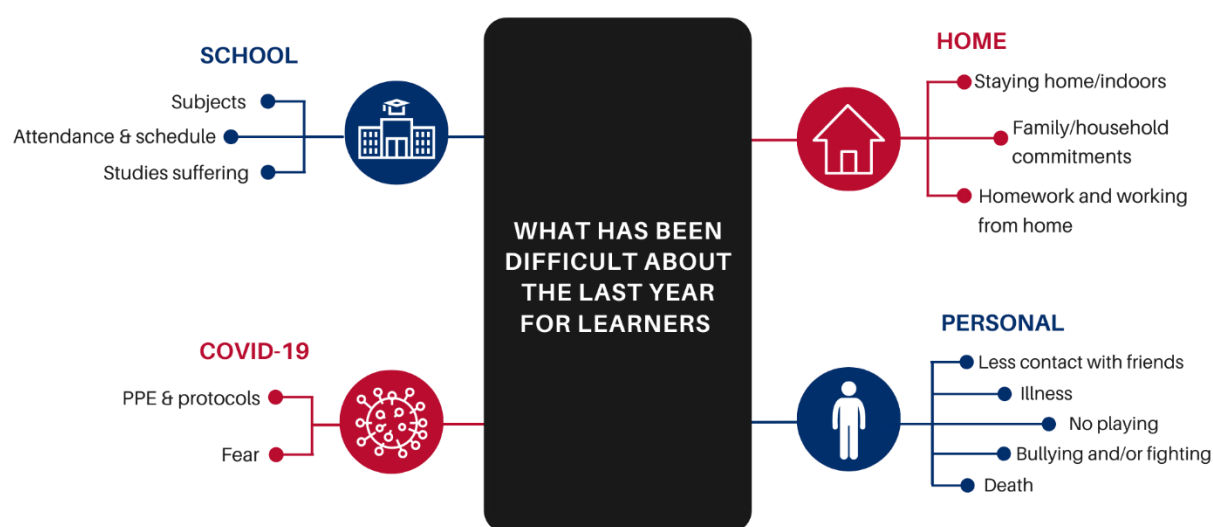 SCHOOL
Subjects
Attendance & schedule
Studies suffering
COVID-19
PPE & protocols
Fear
WHAT HAS BEEN
DIFFICULT ABOUT
THE LAST YEAR
FOR LEARNERS
HOME
Staying home/indoors
Family/household
commitments
Homework and working
from home
PERSONAL
Less contact with friends
Illness
No playing
Bullying and/or fighting
Death